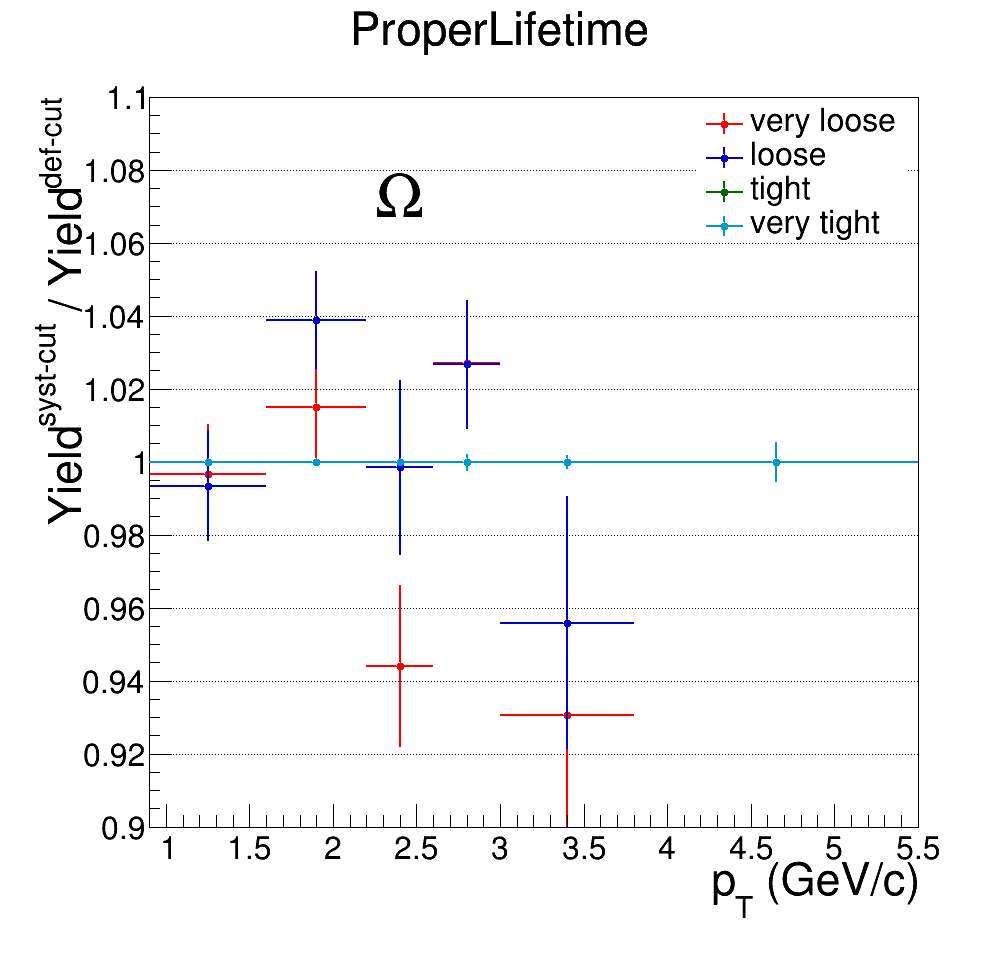 ProperLifetime
Yield^syst-cut / Yield^def-cut
1.1
1.08
1.06
1.04
1.02
1
0.98
0.96
0.94
0.92
0.9
Ω
very loose
loose
tight
very tight
1 1.5 2 2.5 3 3.5 4 4.5 5 5.5
p_T (GeV/c)